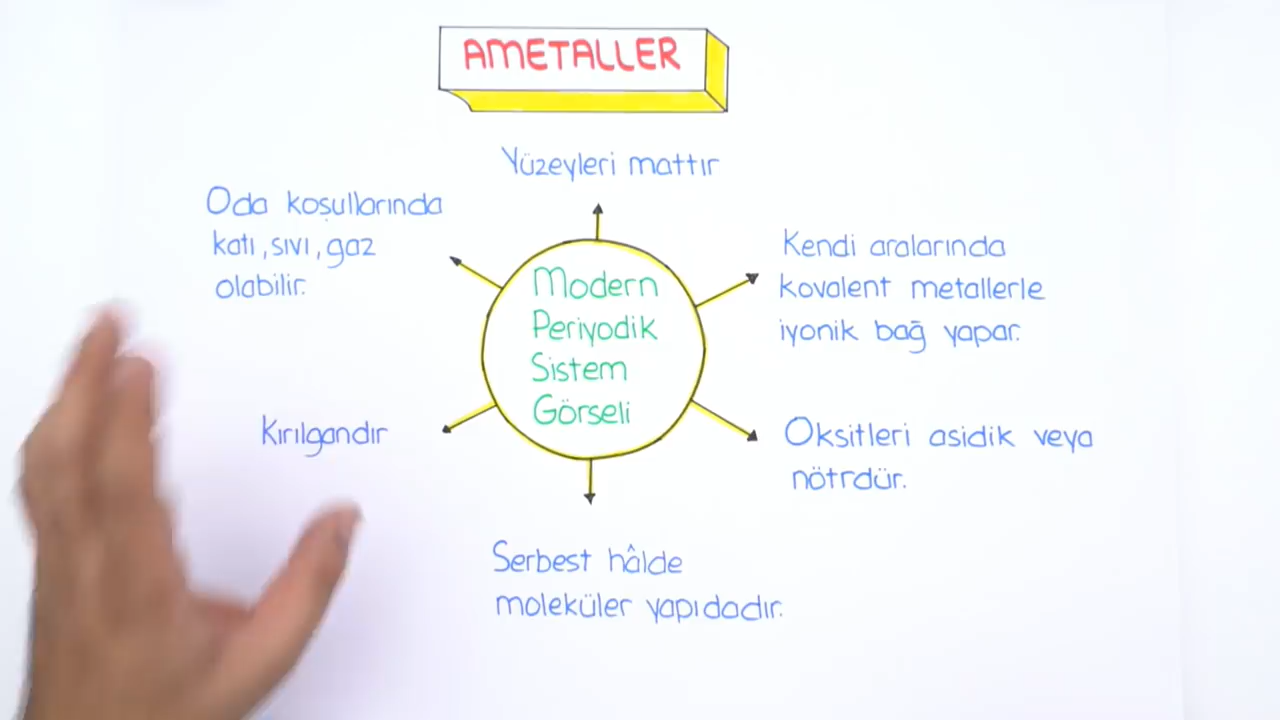 AMETALLER
Yüzeyleri mattır
Oda koşullarında
katı, sıvı, gaz
olabilir.
Kendi aralarında
kovalent metallerle
iyonik bağ yapar.
Modern
Periyodik
Sistem
Görseli
Kırılgandır
Oksitleri asidik veya
nötrdür.
Serbest hâlde
moleküler yapıdadır.